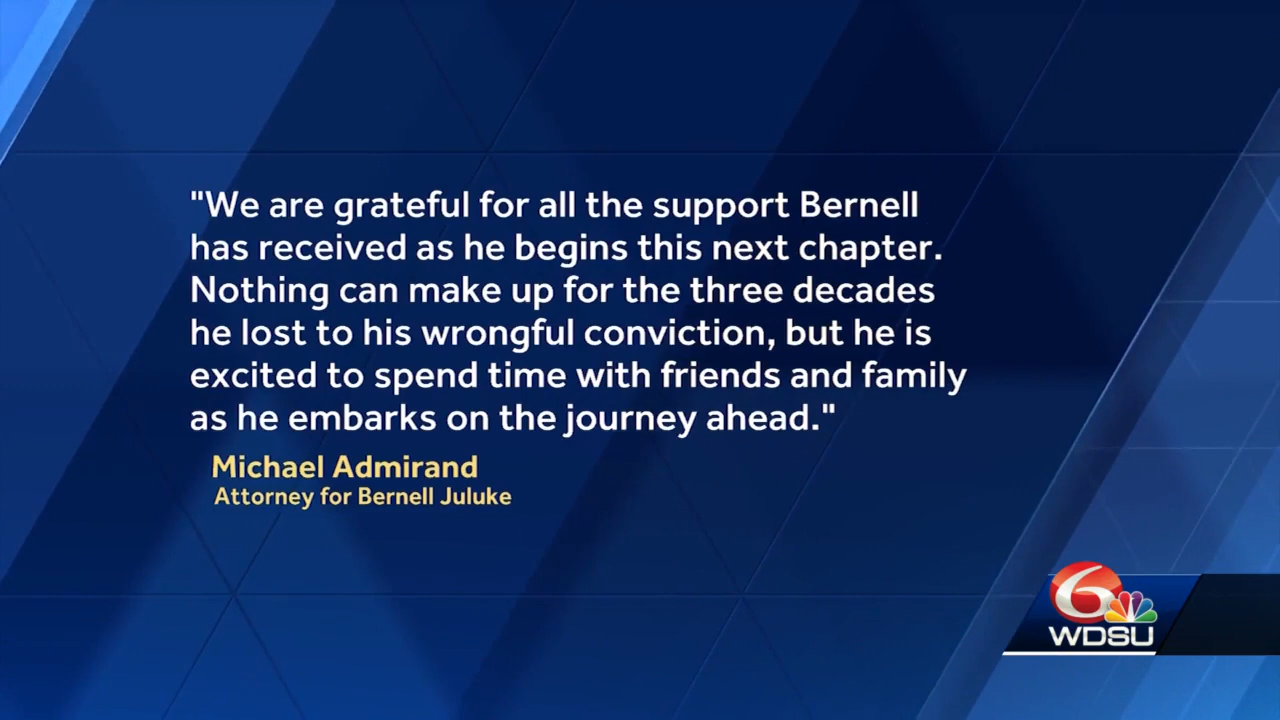 "We are grateful for all the support Bernell
has received as he begins this next chapter.
Nothing can make up for the three decades
he lost to his wrongful conviction, but he is
excited to spend time with friends and family
as he embarks on the journey ahead."
Michael Admirand
Attorney for Bernell Juluke
6
WDSU